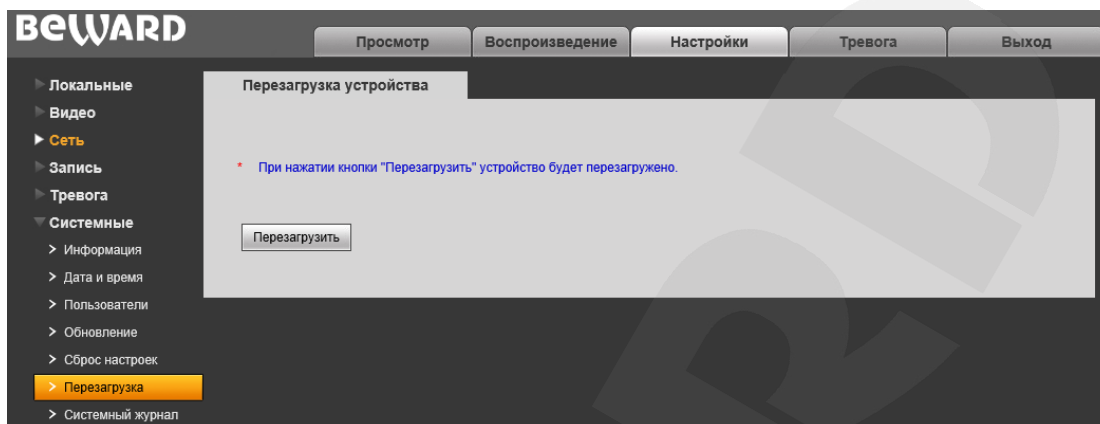 BEWARD
Просмотр
Воспроизведение
Настройки
Тревога
Выход
Локальные
Видео
Сеть
Запись
Тревога
Системные
Информация
Дата и время
Пользователи
Обновление
Сброс настроек
Перезагрузка
Системный журнал
Перезагрузка устройства
* При нажатии кнопки "Перезагрузить" устройство будет перезагружено.
Перезагрузить